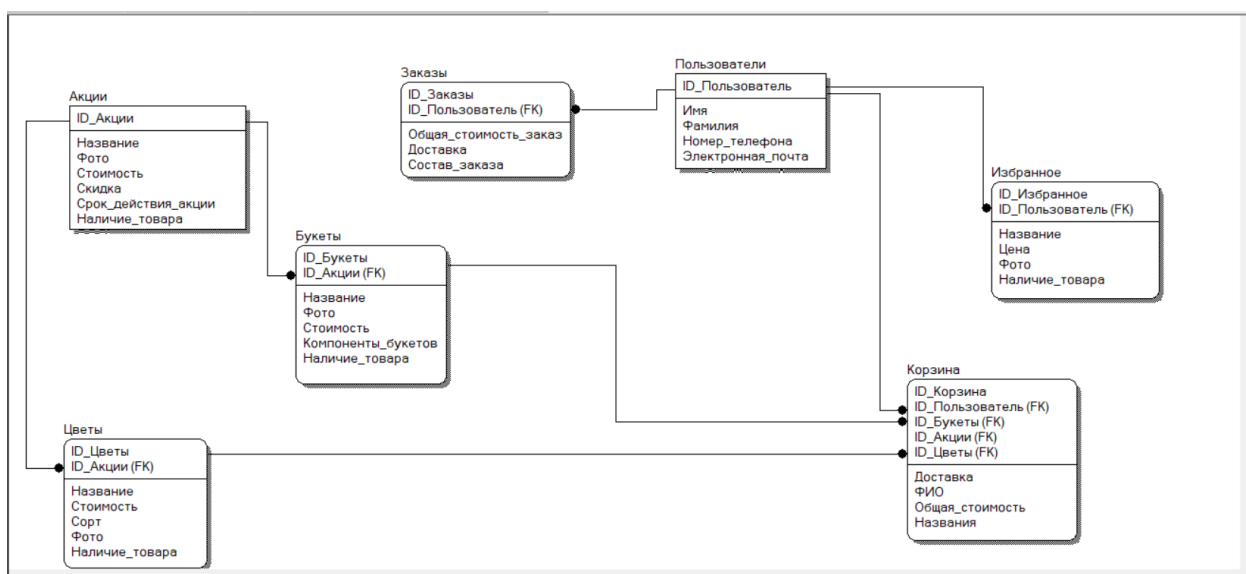 Акции
ID_Акции
Название
Фото
Стоимость
Скидка
Срок_действия_акции
Наличие_товара
Заказы
ID_Заказы
ID_Пользователь (FK)
Общая_стоимость_заказ
Доставка
Состав_заказа
Пользователи
ID_Пользователь
Имя
Фамилия
Номер_телефона
Электронная_почта
Избранное
ID_Избранное
ID_Пользователь (FK)
Название
Цена
Фото
Наличие_товара
Букеты
ID_Букеты
ID_Акции (FK)
Название
Фото
Стоимость
Компоненты_букетов
Наличие_товара
Цветы
ID_Цветы
ID_Акции (FK)
Название
Стоимость
Сорт
Фото
Наличие_товара
Корзина
ID_Корзина
ID_Пользователь (FK)
ID_Букеты (FK)
ID_Акции (FK)
ID_Цветы (FK)
Доставка
ФИО
Общая_стоимость
Названия